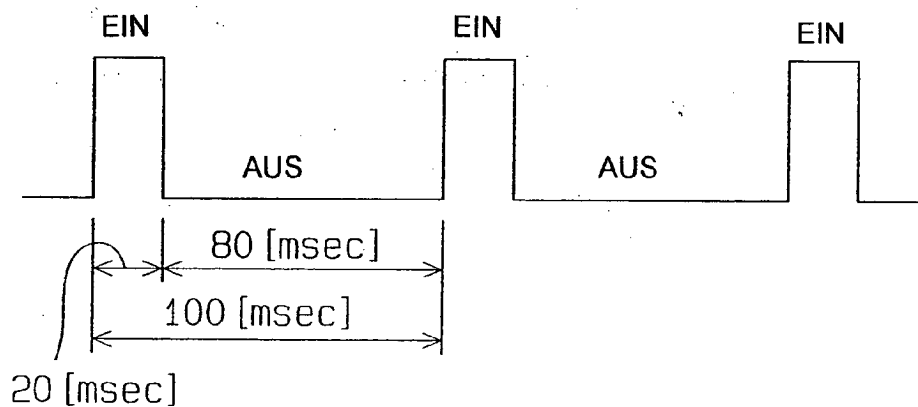 EIN
EIN
EIN
AUS
AUS
80 [msec]
100 [msec]
20 [msec]